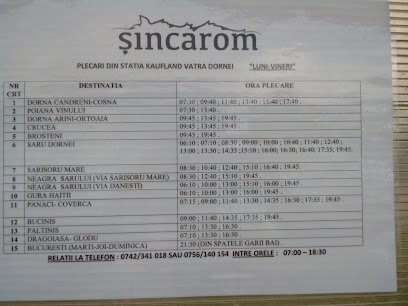 şincarom
PLECARI DIN STATIA KAUFLAND VATRA DORNEI "LUNI-VINERI"
NR CRT DESTINATIA ORA PLECARE
1 DORNA CANDRENI-COSNA 07:30 ; 09:40 ; 11:40 ; 13:40 ; 15:40 ; 17:40 .
2 POIANA VINULUI 07:30 ; 13:40 .
3 DORNA ARINI-ORTOAIA 09:45 ; 13:45 ; 19:45 .
4 CRUCEA 09:45 ; 13:45 ; 19:45 .
5 BROSTENI 09:45 ; 13:45 ; 19:45 .
6 SARU DORNEI 06:10 ; 07:10 ; 08:30 ; 09:00 ; 10:00 ; 10:40 ; 11:40 ; 12:40 ;
12:00 ; 13:30 ; 14:35 ; 15:10 ; 16:00 ; 16:30 ; 16:40 ; 17:35 ; 19:45.
7 SARISORU MARE 08:30 ; 10:40 ; 12:40 ; 15:10 ; 16:40 ; 19:45.
8 NEAGRA SARULUI (VIA SARISORU MARE) 08:30 ; 12:40 ; 15:10 ; 19:45 .
9 NEAGRA SARULUI (VIA DANESTI) 06:10 ; 10:00 ; 13:00 ; 15:10 ; 16:00 ; 19:45 .
10 GURA HAITII 06:10 ; 10:00 ; 13:00 ; 16:00 ; 19:45 .
11 PANACI- COVERCA 07:15 ; 09:00 ; 11:40 ; 13:30 ; 14:35 ; 16:30 ; 17:35 ;
19:45 .
12 BUCINIS 09:00 ; 11:40 ; 14:35 ; 17:35 ; 19:45 .
13 PALTINIS 07:10 ; 13:30 ; 16:30 .
14 DRAGOIASA- GLODU 07:10 ; 13:30 ; 16:30 .
15 BUCURESTI (MARTI-JOI-DUMINICA) 21:30 (DIN SPATELE GARII BAI) .
RELATII LA TELEFON : 0742/341 018 SAU 0756/140 154 INTRE ORELE : 07:00 – 18:30